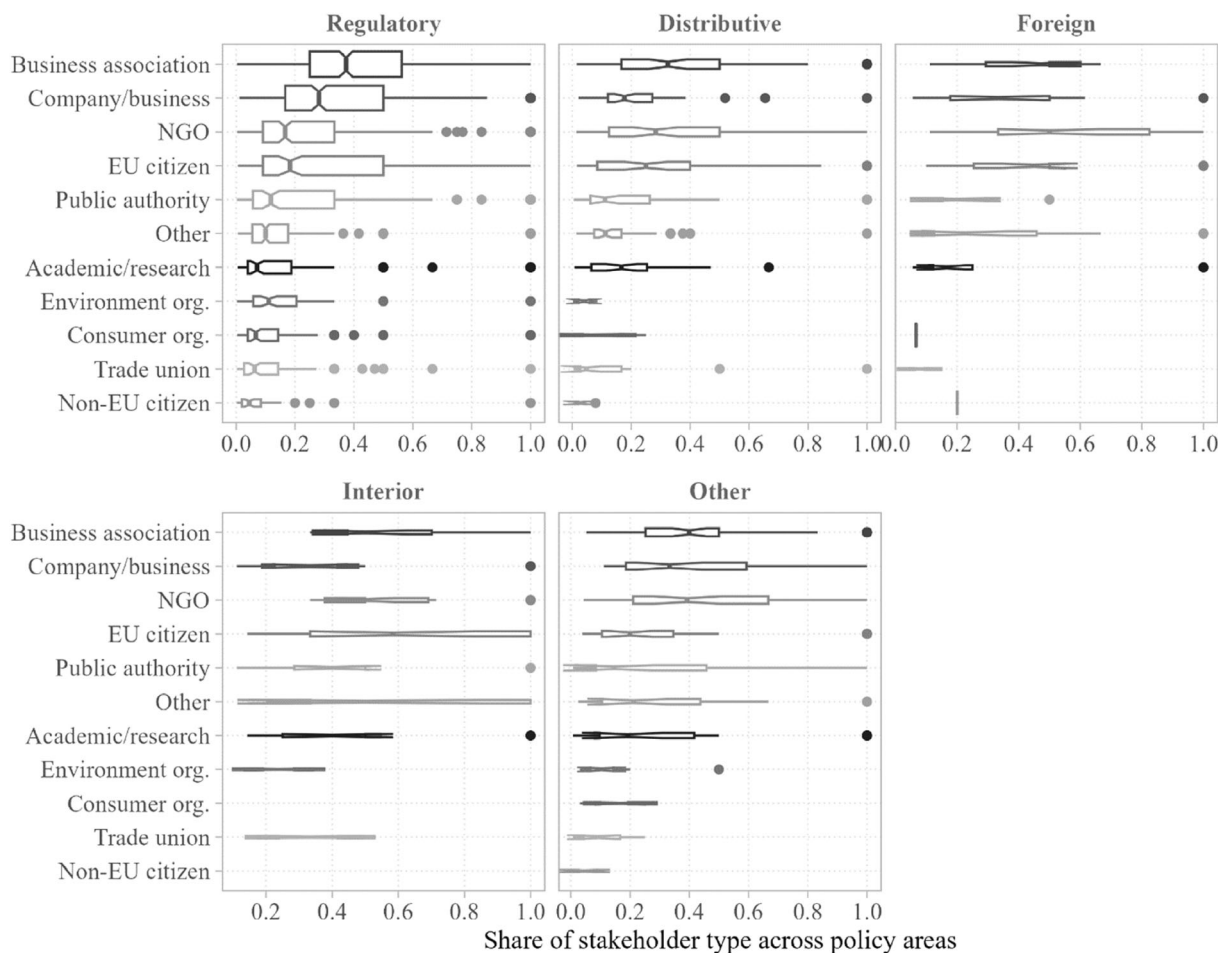 Regulatory Distributive Foreign
Business association
Company/business
NGO
EU citizen
Public authority
Other
Academic/research
Environment org.
Consumer org.
Trade union
Non-EU citizen
0.0 0.2 0.4 0.6 0.8 1.0 0.0 0.2 0.4 0.6 0.8 1.0 0.0 0.2 0.4 0.6 0.8 1.0
Interior Other
Business association
Company/business
NGO
EU citizen
Public authority
Other
Academic/research
Environment org.
Consumer org.
Trade union
Non-EU citizen
0.2 0.4 0.6 0.8 1.0 0.0 0.2 0.4 0.6 0.8 1.0
Share of stakeholder type across policy areas